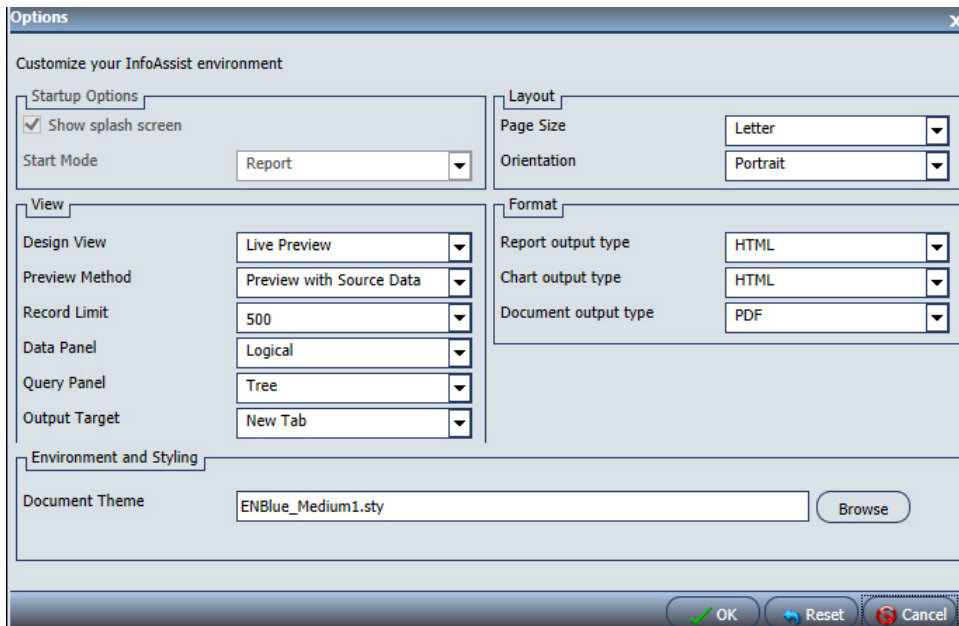 Options
X
Customize your InfoAssist environment
Startup Options
Show splash screen
Start Mode
Report
Layout
Page Size
Letter
Orientation
Portrait
View
Design View
Live Preview
Preview Method
Preview with Source Data
Record Limit
500
Data Panel
Logical
Query Panel
Tree
Output Target
New Tab
Format
Report output type
HTML
Chart output type
HTML
Document output type
PDF
Environment and Styling
Document Theme
ENBlue_Medium1.sty
Browse
OK
Reset
Cancel